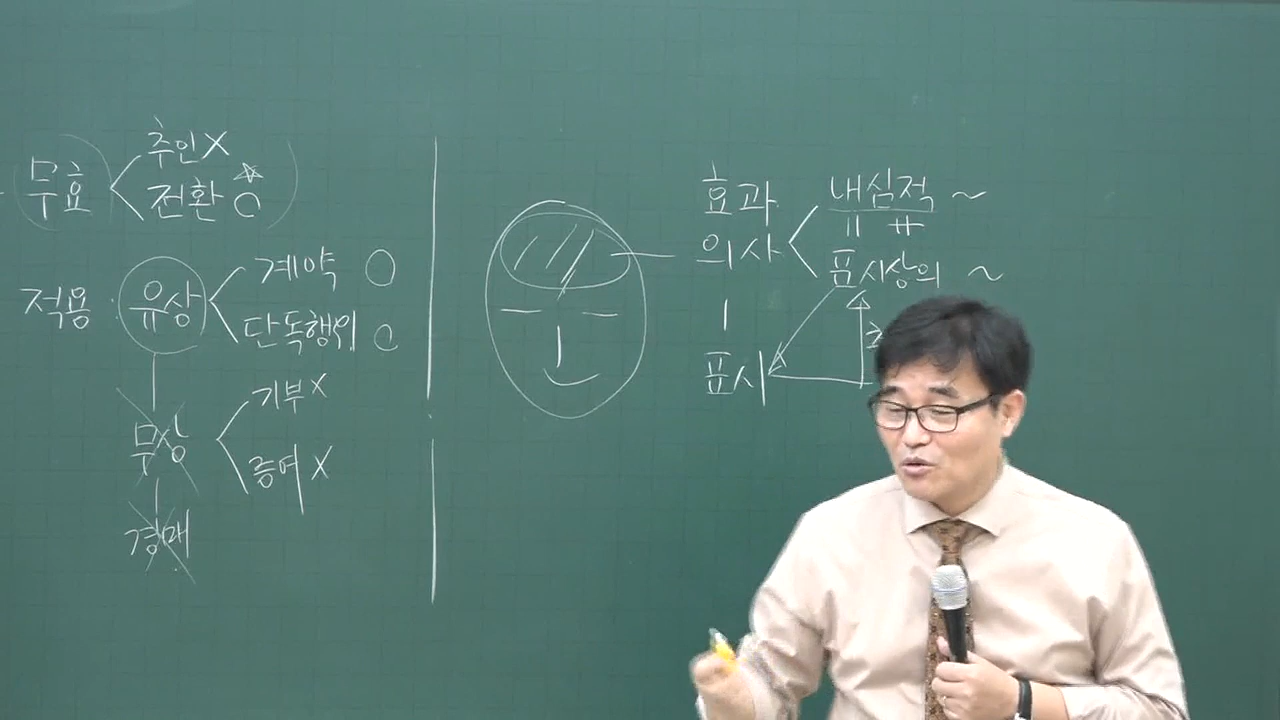 무효
추인 X
전환 ○
적용
유상
계약 ○
단독행위 ○
무상
기부 X
증여 X
경매
효과
의사
내심적 ~
표시상의 ~
표시